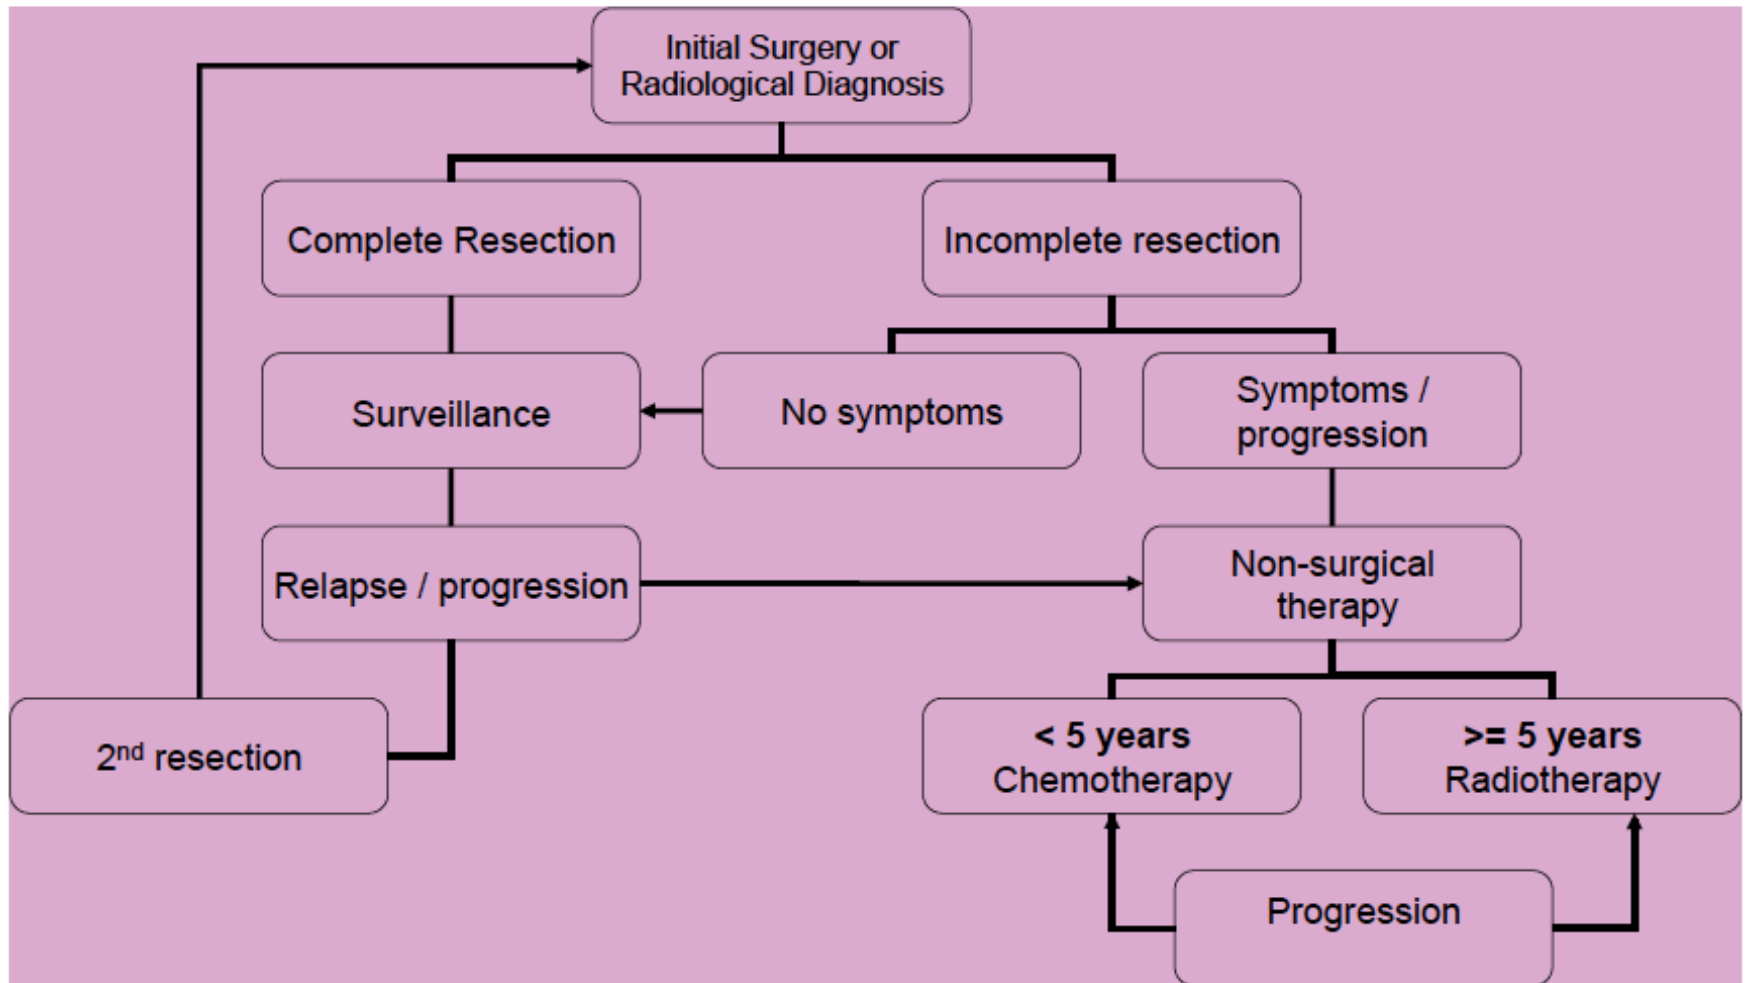 Initial Surgery or
Radiological Diagnosis
Complete Resection
Incomplete resection
Surveillance
No symptoms
Symptoms /
progression
Relapse / progression
Non-surgical
therapy
2nd resection
< 5 years
Chemotherapy
>= 5 years
Radiotherapy
Progression